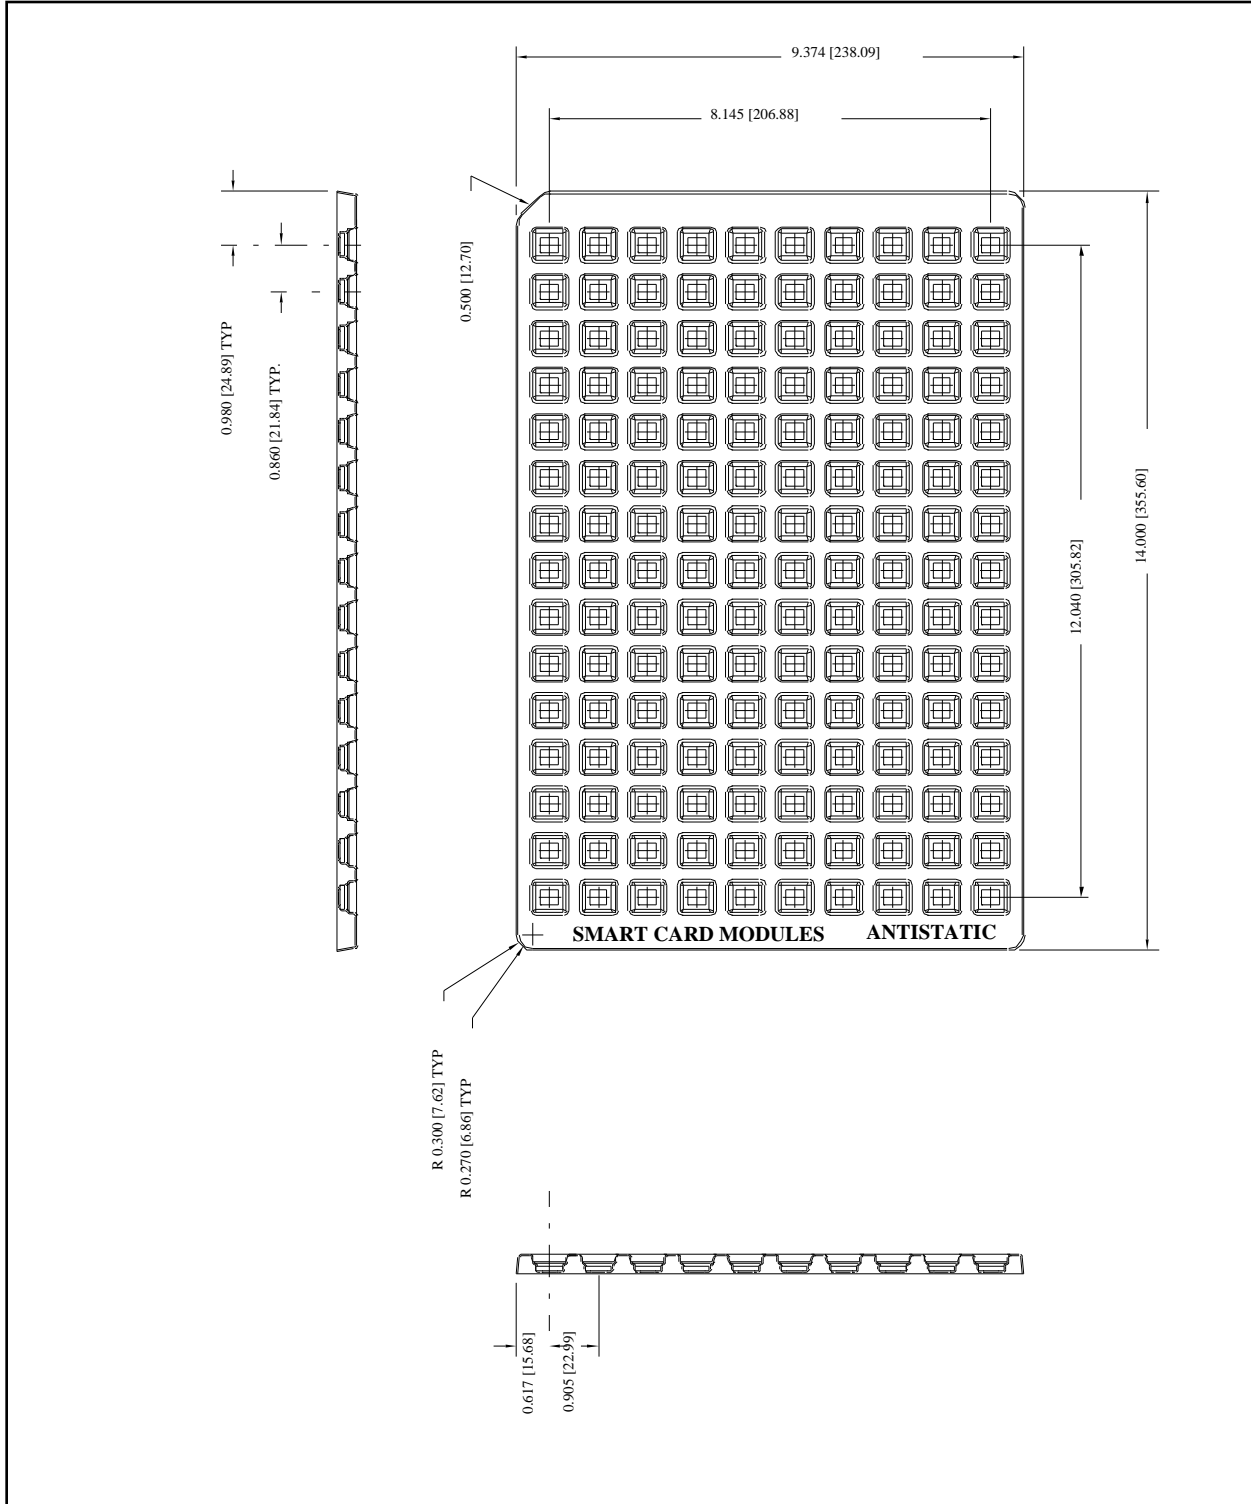 9.374 [238.09]
8.145 [206.88]
0.500 [12.70]
0.980 [24.89] TYP
0.860 [21.84] TYP.
14.000 [355.60]
12.040 [305.82]
SMART CARD MODULES ANTISTATIC
R 0.300 [7.62] TYP
R 0.270 [6.86] TYP
0.617 [15.68]
0.905 [22.99]